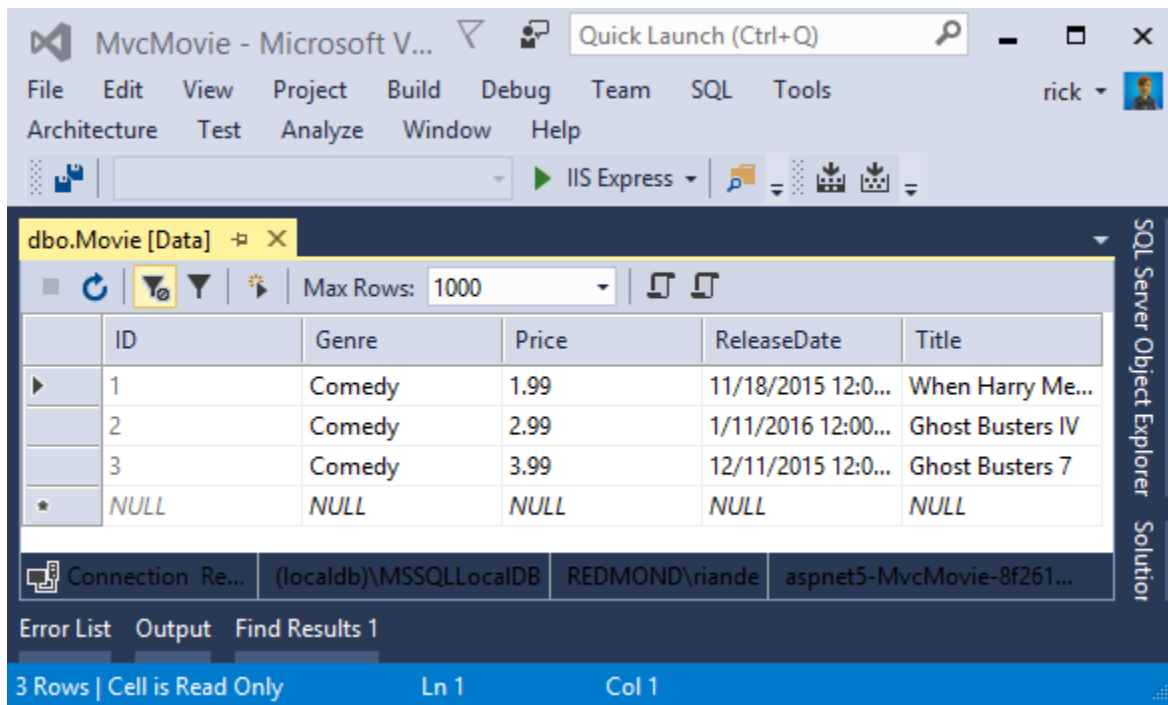 MvcMovie - Microsoft V... Quick Launch (Ctrl+Q)
File Edit View Project Build Debug Team SQL Tools rick
Architecture Test Analyze Window Help
IIS Express
dbo.Movie [Data]
Max Rows: 1000
ID Genre Price ReleaseDate Title
1 Comedy 1.99 11/18/2015 12:0... When Harry Me...
2 Comedy 2.99 1/11/2016 12:00... Ghost Busters IV
3 Comedy 3.99 12/11/2015 12:0... Ghost Busters 7
NULL NULL NULL NULL NULL
Connection Re... (localdb)\MSSQLLocalDB REDMOND\riande aspnet5-MvcMovie-8f261...
Error List Output Find Results 1
3 Rows | Cell is Read Only Ln 1 Col 1
SQL Server Object Explorer
Solutior